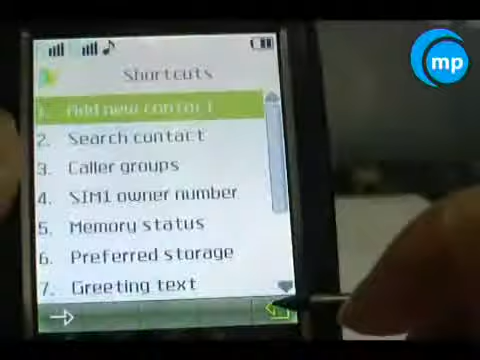 mp
Shortcuts
1. Add new contact
2. Search contact
3. Caller groups
4. SIM1 owner number
5. Memory status
6. Preferred storage
7. Greeting text